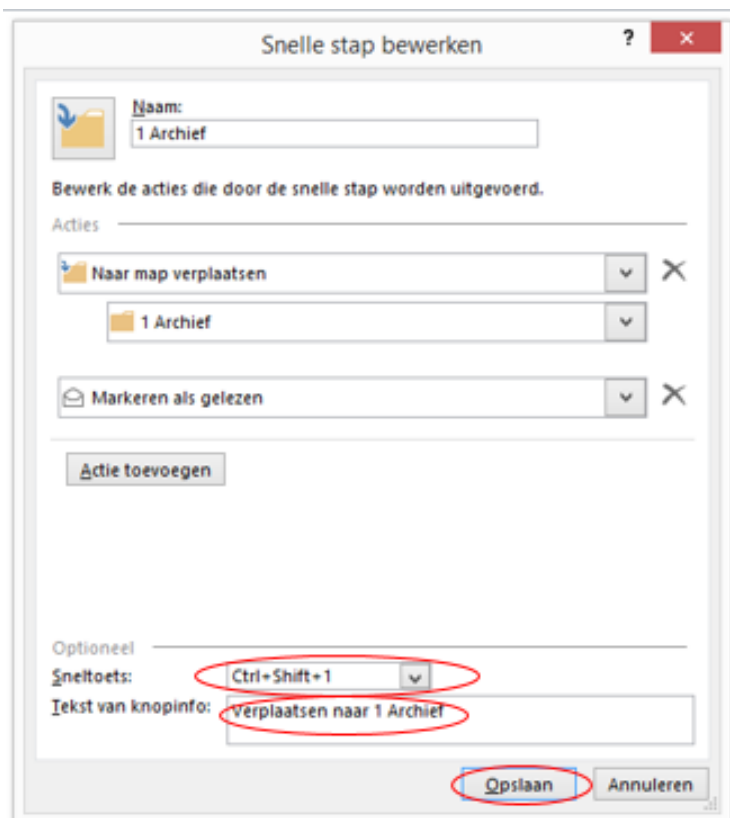 Snelle stap bewerken
?
Naam:
1 Archief
Bewerk de acties die door de snelle stap worden uitgevoerd.
Acties
Naar map verplaatsen
1 Archief
Markeren als gelezen
Actie toevoegen
Optioneel
Sneltoets: Ctrl+Shift+1
Tekst van knopinfo: Verplaatsen naar 1 Archief
Opslaan Annuleren